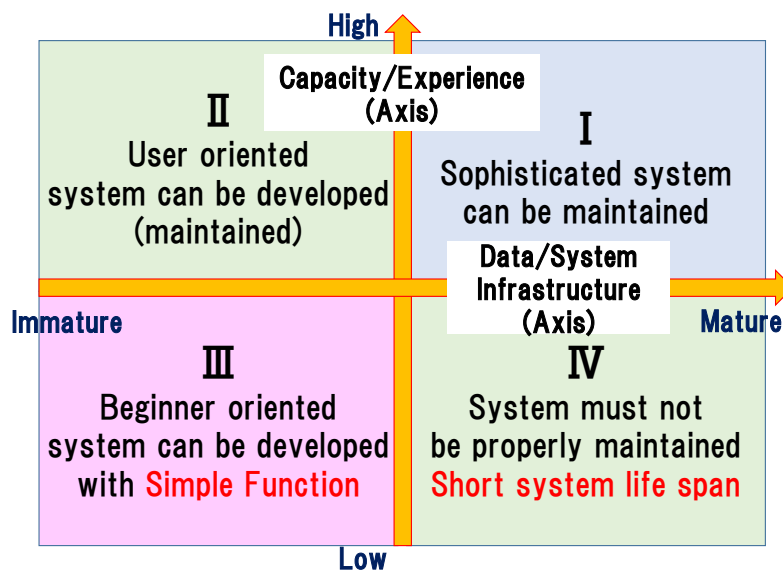 High
Capacity/Experience
(Axis)
Ⅱ
User oriented
system can be developed
(maintained)
Ⅰ
Sophisticated system
can be maintained
Data/System
Infrastructure
(Axis)
Immature
Mature
Ⅲ
Beginner oriented
system can be developed
with Simple Function
Ⅳ
System must not
be properly maintained
Short system life span
Low